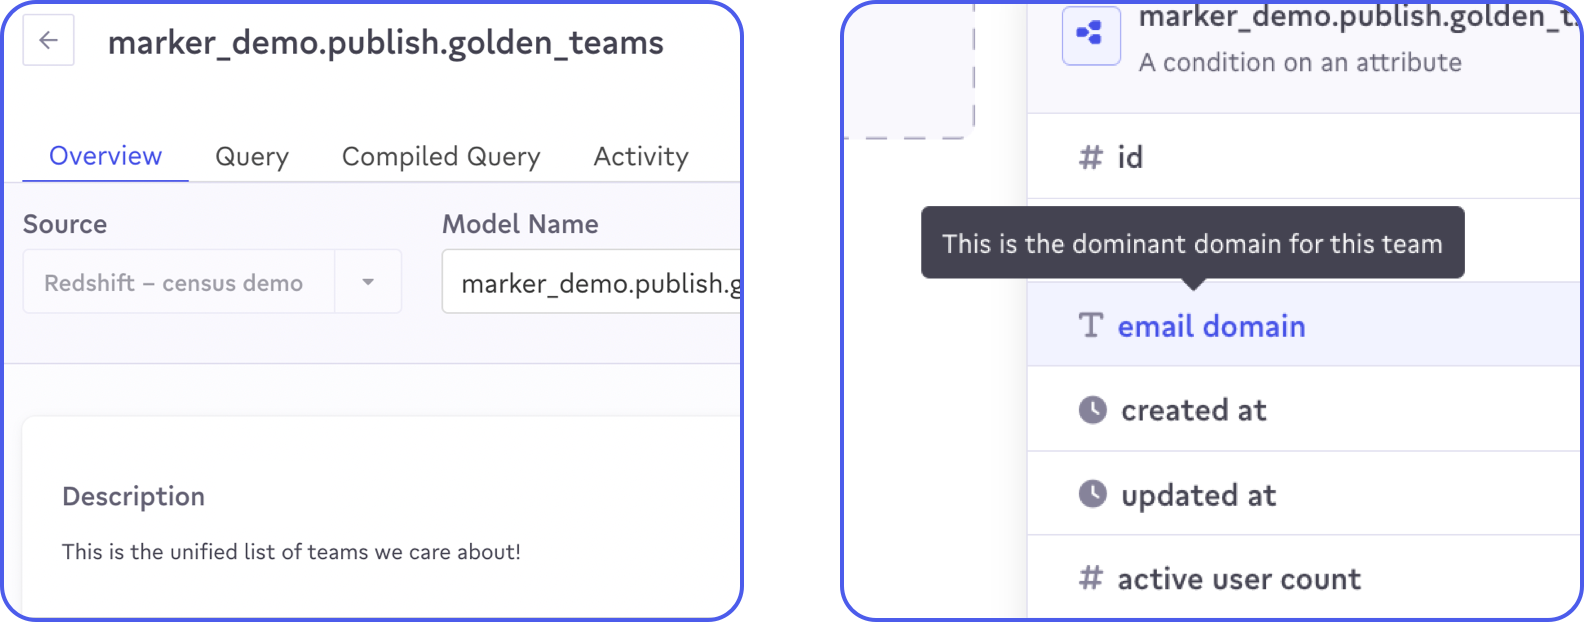 marker_demo.publish.golden_teams
Overview
Query
Compiled Query
Activity
Source
Model Name
Redshift – census demo
marker_demo.publish.g
Description
This is the unified list of teams we care about!
marker_demo.publish.golden_t
A condition on an attribute
# id
This is the dominant domain for this team
T email domain
created at
updated at
# active user count